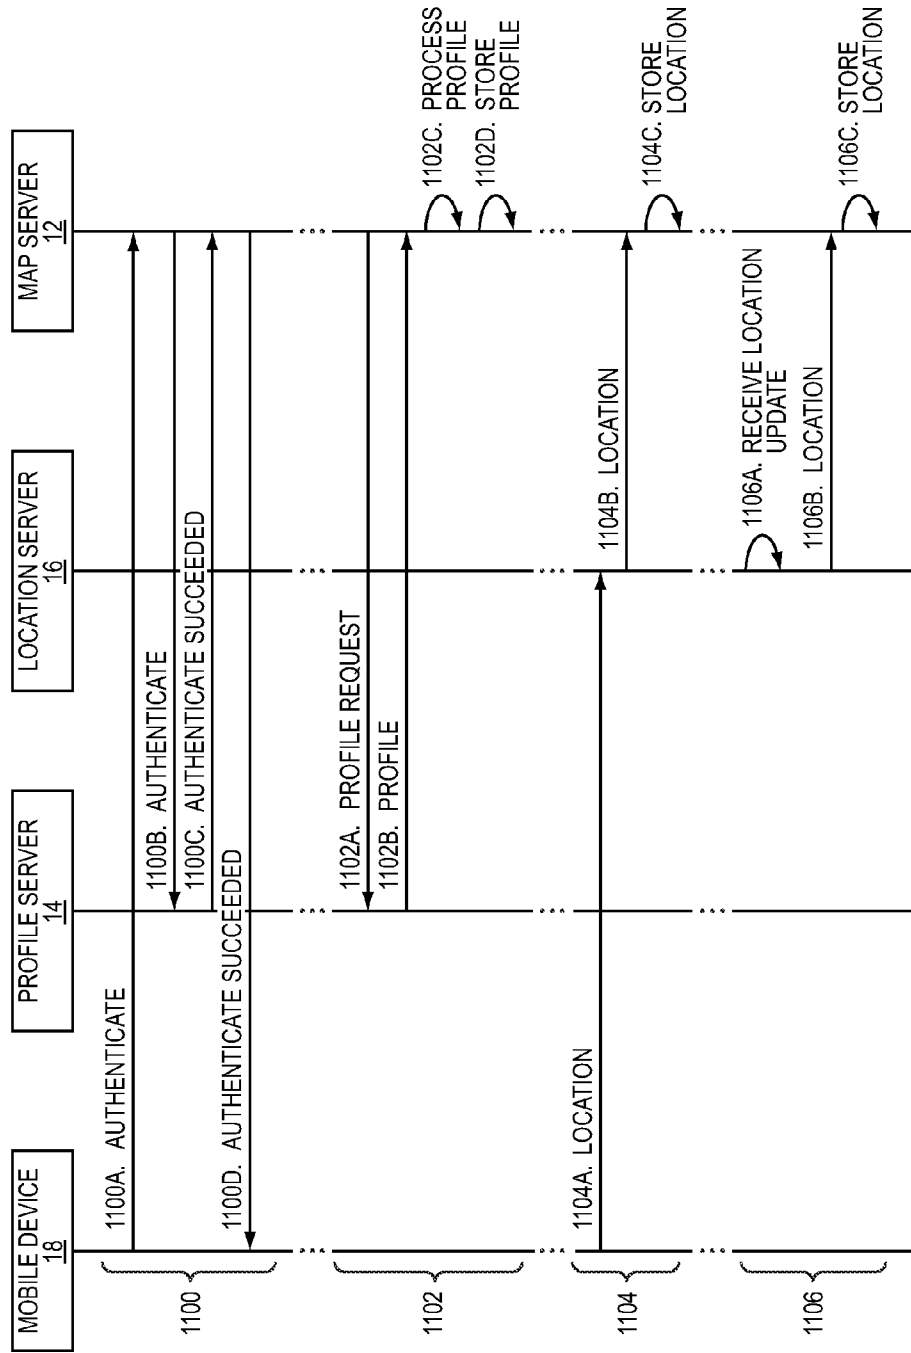 MOBILE DEVICE
18
PROFILE SERVER
14
LOCATION SERVER
16
MAP SERVER
12
1100
1100A. AUTHENTICATE
1100B. AUTHENTICATE
1100C. AUTHENTICATE SUCCEEDED
1100D. AUTHENTICATE SUCCEEDED
1102
1102A. PROFILE REQUEST
1102B. PROFILE
1102C. PROCESS
PROFILE
1102D. STORE
PROFILE
1104
1104A. LOCATION
1104B. LOCATION
1104C. STORE
LOCATION
1106
1106A. RECEIVE LOCATION
UPDATE
1106B. LOCATION
1106C. STORE
LOCATION